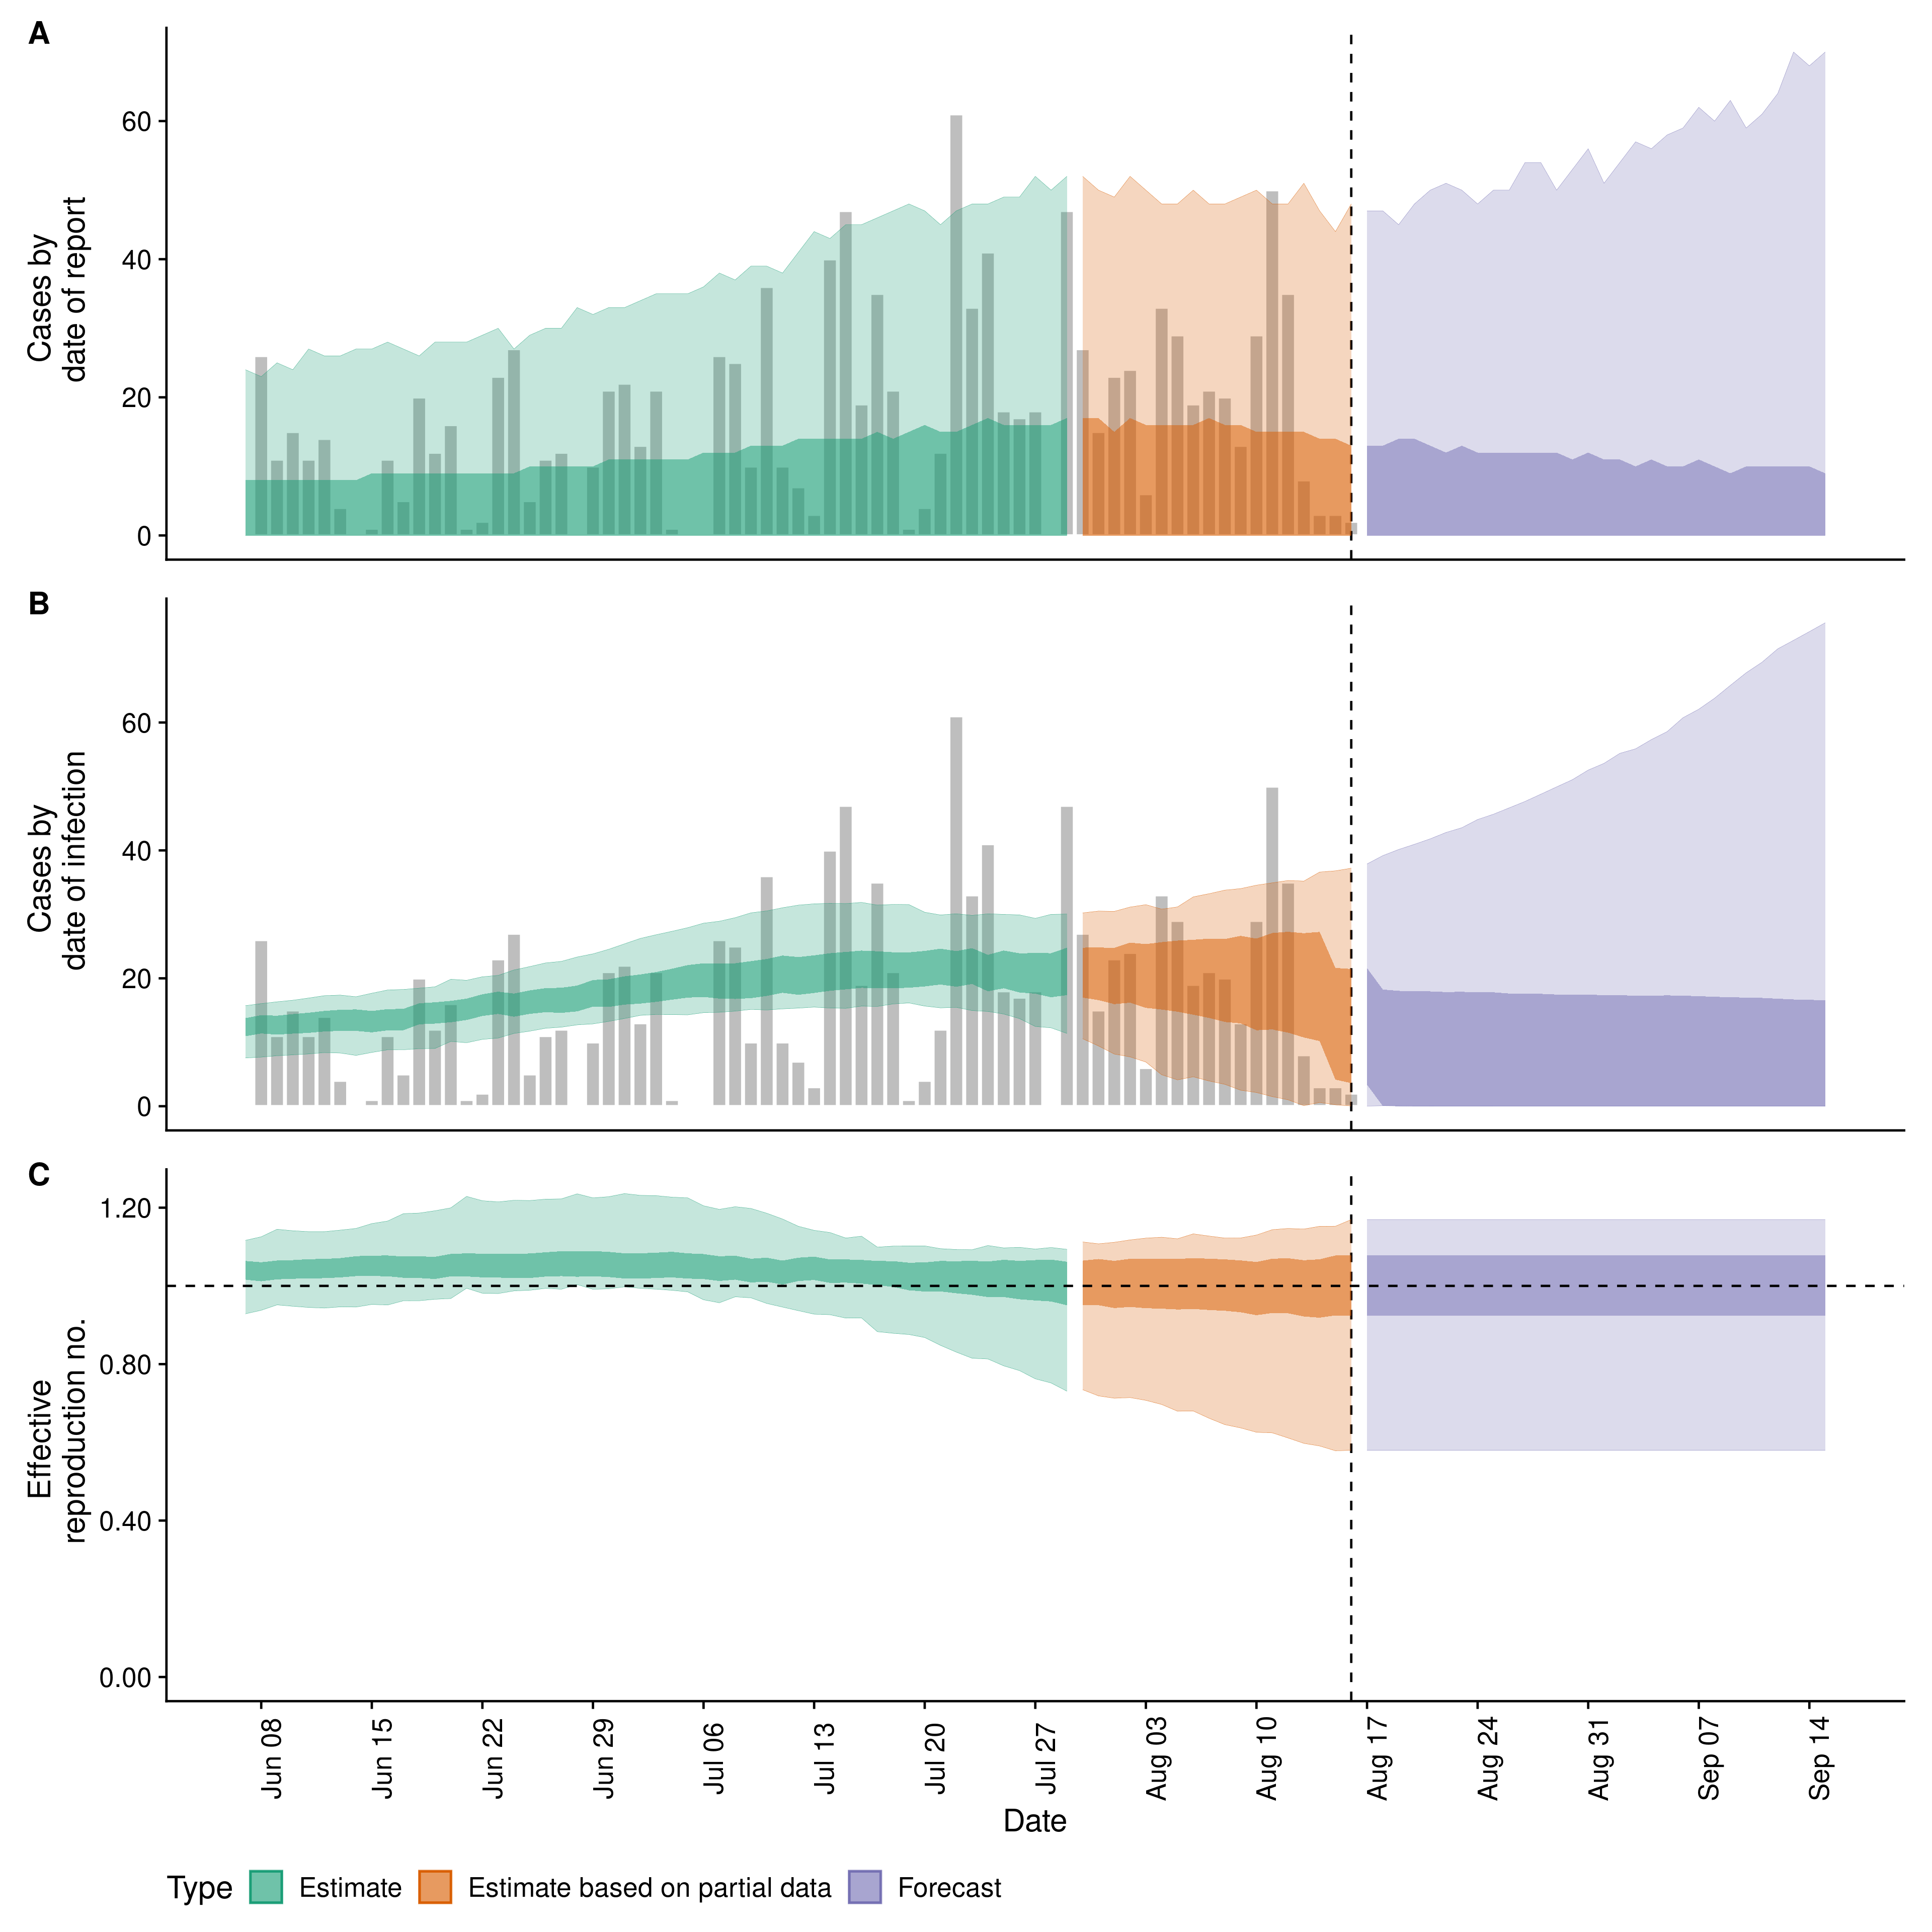 A
Cases by
date of report
60
40
20
0
B
Cases by
date of infection
60
40
20
0
C
Effective
reproduction no.
1.20
0.80
0.40
0.00
Jun 08
Jun 15
Jun 22
Jun 29
Jul 06
Jul 13
Jul 20
Jul 27
Aug 03
Aug 10
Aug 17
Aug 24
Aug 31
Sep 07
Sep 14
Date
Type Estimate Estimate based on partial data Forecast